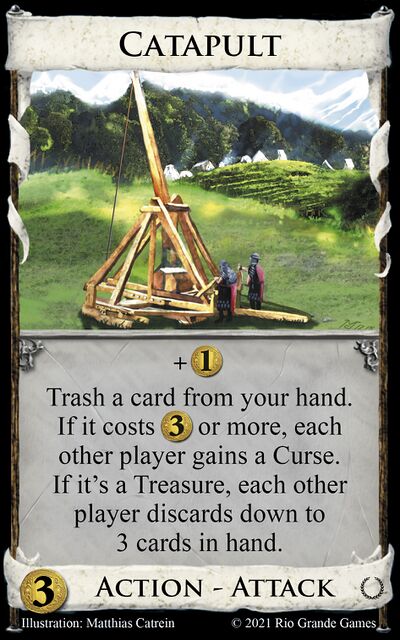 Catapult
+ 1
Trash a card from your hand.
If it costs 3 or more, each
other player gains a Curse.
If it's a Treasure, each other
player discards down to
3 cards in hand.
3 Action - Attack
Illustration: Matthias Catrein © 2021 Rio Grande Games